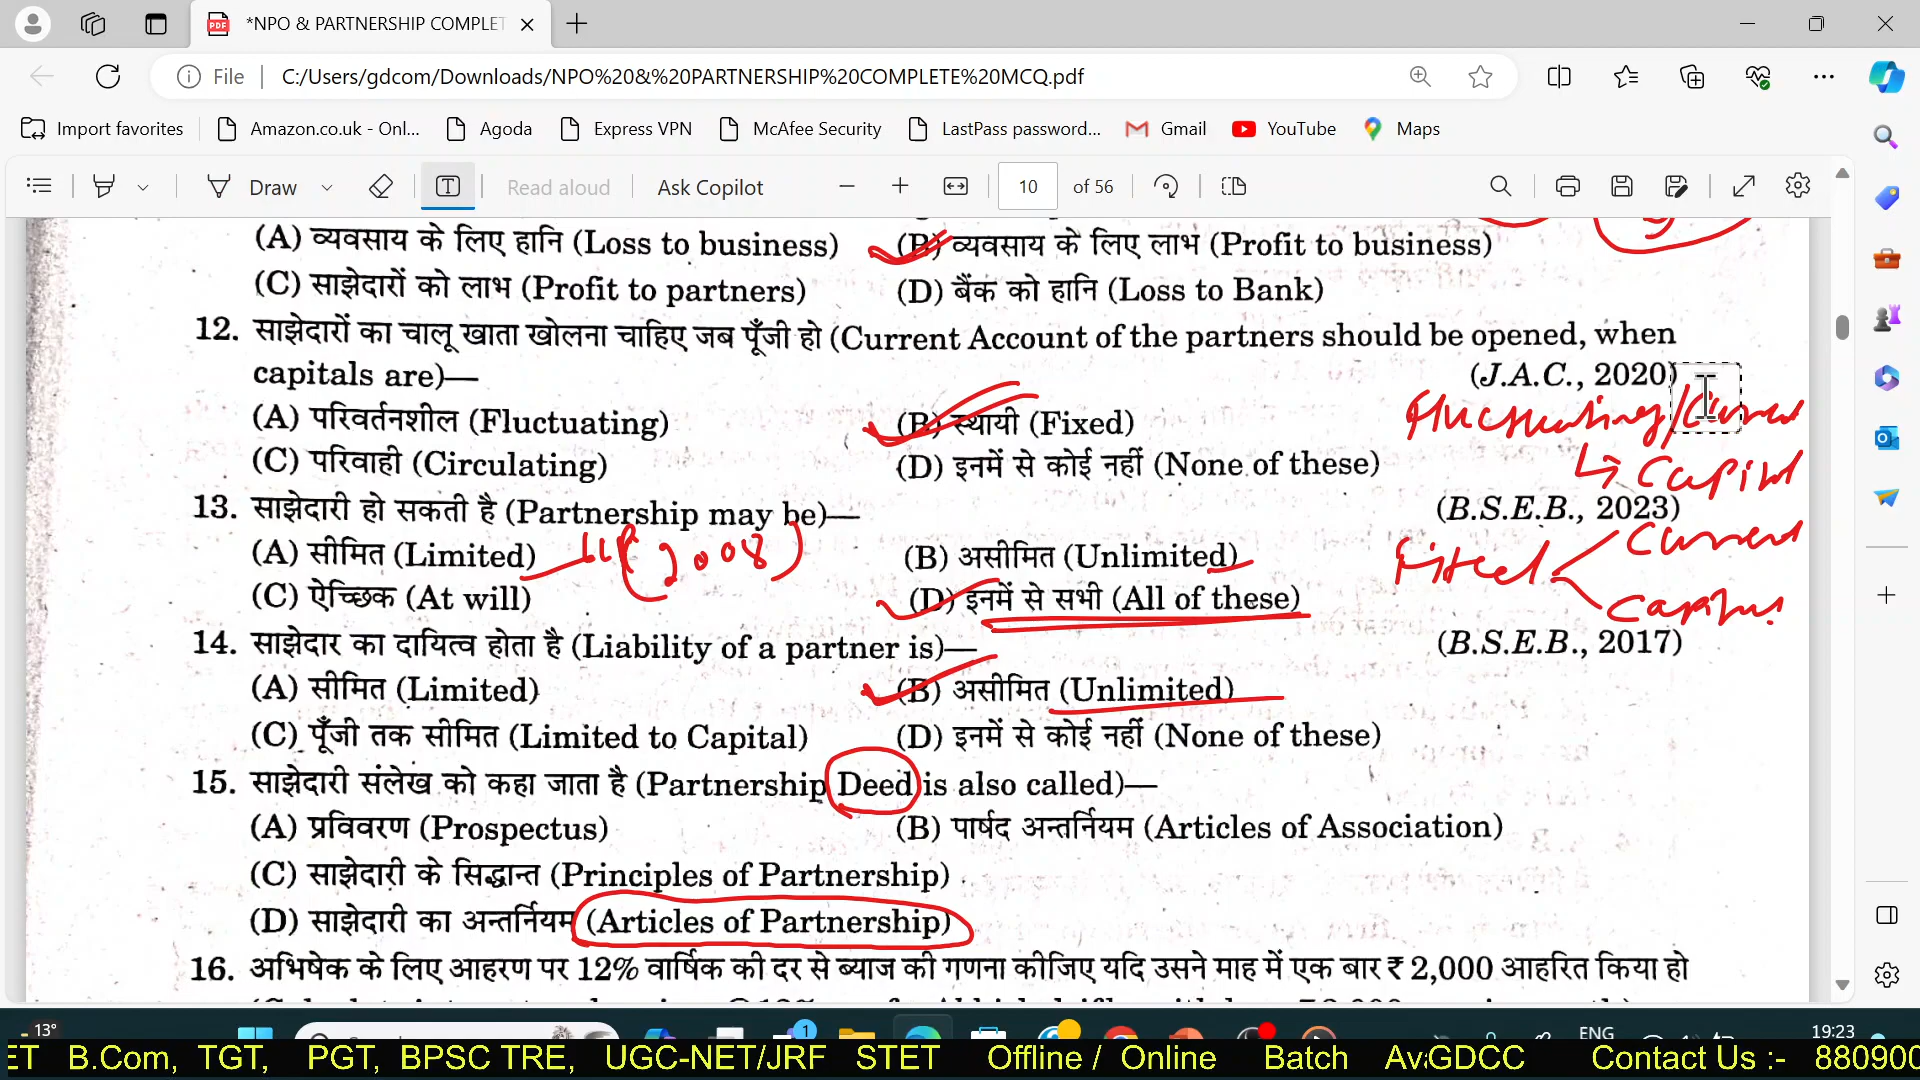 *NPO & PARTNERSHIP COMPLET
File C:/Users/gdcom/Downloads/NPO%20&%20PARTNERSHIP%20COMPLETE%20MCQ.pdf
Import favorites Amazon.co.uk - Onl... Agoda Express VPN McAfee Security LastPass password... Gmail YouTube Maps
Draw Read aloud Ask Copilot 10 of 56
(A) व्यवसाय के लिए हानि (Loss to business) (B) व्यवसाय के लिए लाभ (Profit to business)
(C) साझेदारों को लाभ (Profit to partners) (D) बैंक को हानि (Loss to Bank)
12. साझेदारों का चालू खाता खोलना चाहिए जब पूँजी हो (Current Account of the partners should be opened, when
capitals are)— (J.A.C., 2020)
(A) परिवर्तनशील (Fluctuating) (B) स्थायी (Fixed)
Fluctuating/Current
(C) परिवाही (Circulating) (D) इनमें से कोई नहीं (None of these)
↳ Capital
13. साझेदारी हो सकती है (Partnership may be)— (B.S.E.B., 2023)
(A) सीमित (Limited) LLP (2008) (B) असीमित (Unlimited)
Fixed < Current
Capital
(C) ऐच्छिक (At will) (D) इनमें से सभी (All of these)
14. साझेदार का दायित्व होता है (Liability of a partner is)— (B.S.E.B., 2017)
(A) सीमित (Limited) (B) असीमित (Unlimited)
(C) पूँजी तक सीमित (Limited to Capital) (D) इनमें से कोई नहीं (None of these)
15. साझेदारी संलेख को कहा जाता है (Partnership Deed is also called)—
(A) प्रविवरण (Prospectus) (B) पार्षद अन्तर्नियम (Articles of Association)
(C) साझेदारी के सिद्धान्त (Principles of Partnership)
(D) साझेदारी का अन्तर्नियम (Articles of Partnership)
16. अभिषेक के लिए आहरण पर 12% वार्षिक की दर से ब्याज की गणना कीजिए यदि उसने माह में एक बार ₹ 2,000 आहरित किया हो
13° 1 ENG 19:23
ET B.Com, TGT, PGT, BPSC TRE, UGC-NET/JRF STET Offline / Online Batch Ava GDCC Contact Us :- 880900